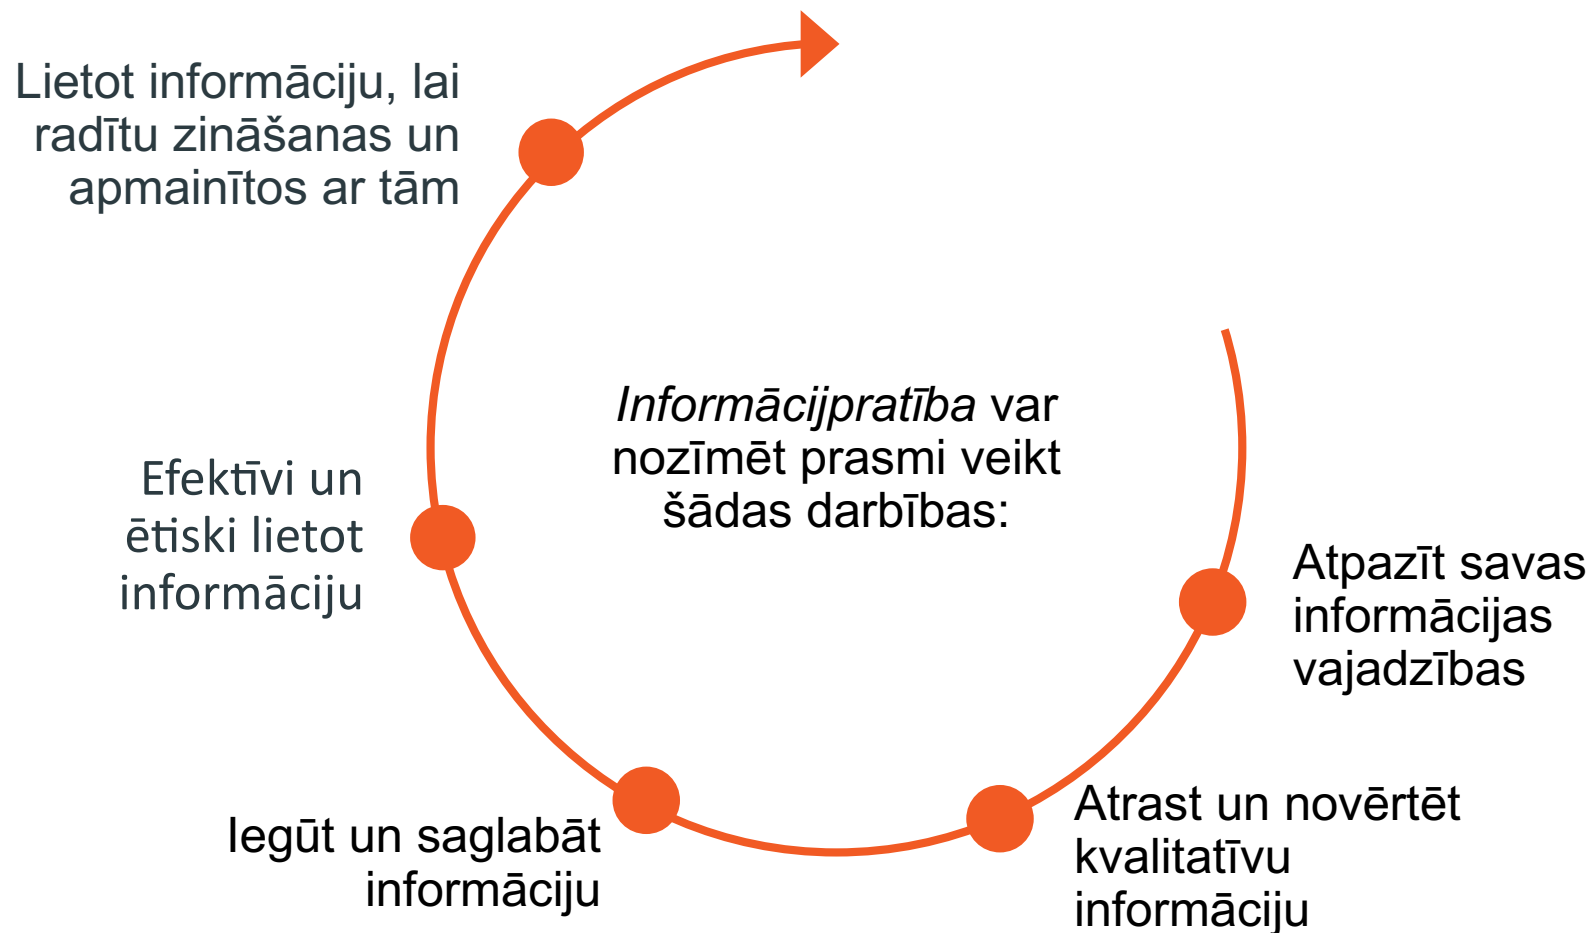 Lietot informāciju, lai
radītu zināšanas un
apmainītos ar tām
Informācijpratība var
nozīmēt prasmi veikt
šādas darbības:
Efektīvi un
ētiski lietot
informāciju
Atpazīt savas
informācijas
vajadzības
Iegūt un saglabāt
informāciju
Atrast un novērtēt
kvalitatīvu
informāciju